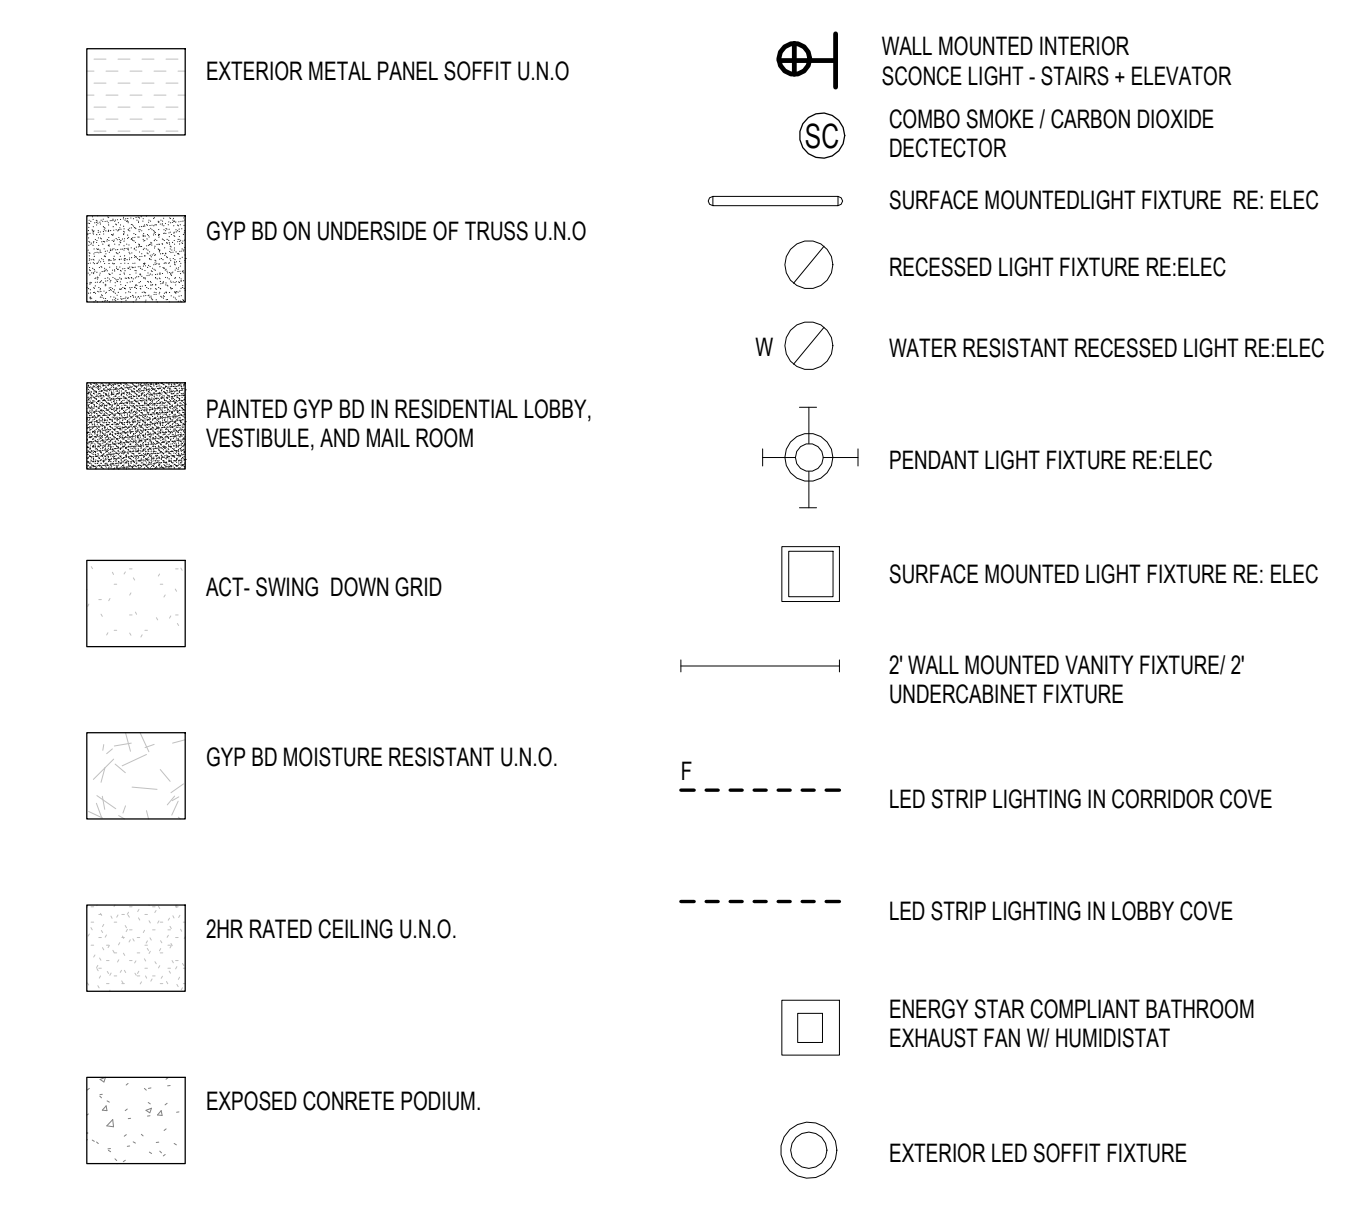 EXTERIOR METAL PANEL SOFFIT U.N.O
GYP BD ON UNDERSIDE OF TRUSS U.N.O
PAINTED GYP BD IN RESIDENTIAL LOBBY,
VESTIBULE, AND MAIL ROOM
ACT- SWING  DOWN GRID
GYP BD MOISTURE RESISTANT U.N.O.
2HR RATED CEILING U.N.O.
EXPOSED CONRETE PODIUM.
WALL MOUNTED INTERIOR
SCONCE LIGHT - STAIRS + ELEVATOR
SC
COMBO SMOKE / CARBON DIOXIDE
DECTECTOR
SURFACE MOUNTEDLIGHT FIXTURE  RE: ELEC
RECESSED LIGHT FIXTURE RE:ELEC
W
WATER RESISTANT RECESSED LIGHT RE:ELEC
PENDANT LIGHT FIXTURE RE:ELEC
SURFACE MOUNTED LIGHT FIXTURE RE: ELEC
2' WALL MOUNTED VANITY FIXTURE/ 2'
UNDERCABINET FIXTURE
F
LED STRIP LIGHTING IN CORRIDOR COVE
LED STRIP LIGHTING IN LOBBY COVE
ENERGY STAR COMPLIANT BATHROOM
EXHAUST FAN W/ HUMIDISTAT
EXTERIOR LED SOFFIT FIXTURE